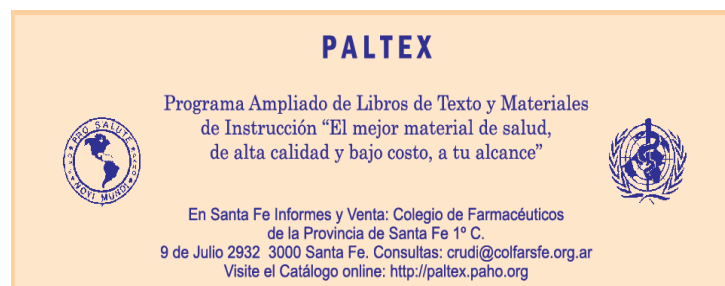 PALTEX
Programa Ampliado de Libros de Texto y Materiales
de Instrucción “El mejor material de salud,
de alta calidad y bajo costo, a tu alcance”
PRO SALUTE
NOVI MUNDI
En Santa Fe Informes y Venta: Colegio de Farmacéuticos
de la Provincia de Santa Fe 1º C.
9 de Julio 2932 3000 Santa Fe. Consultas: crudi@colfarsfe.org.ar
Visite el Catálogo online: http://paltex.paho.org